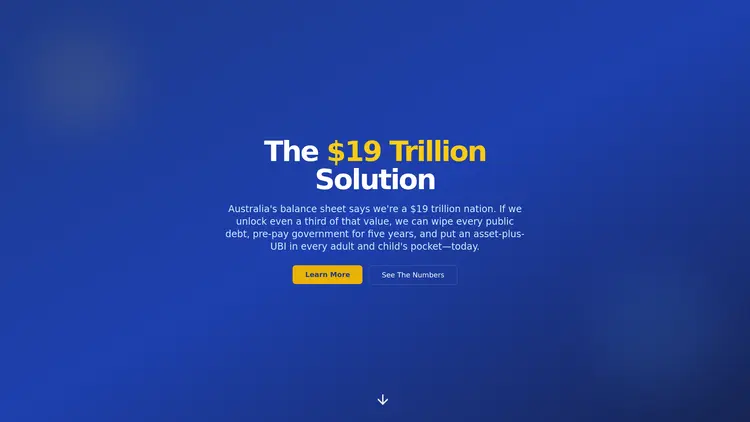 The $19 Trillion
Solution
Australia's balance sheet says we're a $19 trillion nation. If we
unlock even a third of that value, we can wipe every public
debt, pre-pay government for five years, and put an asset-plus-
UBI in every adult and child's pocket—today.
Learn More
See The Numbers